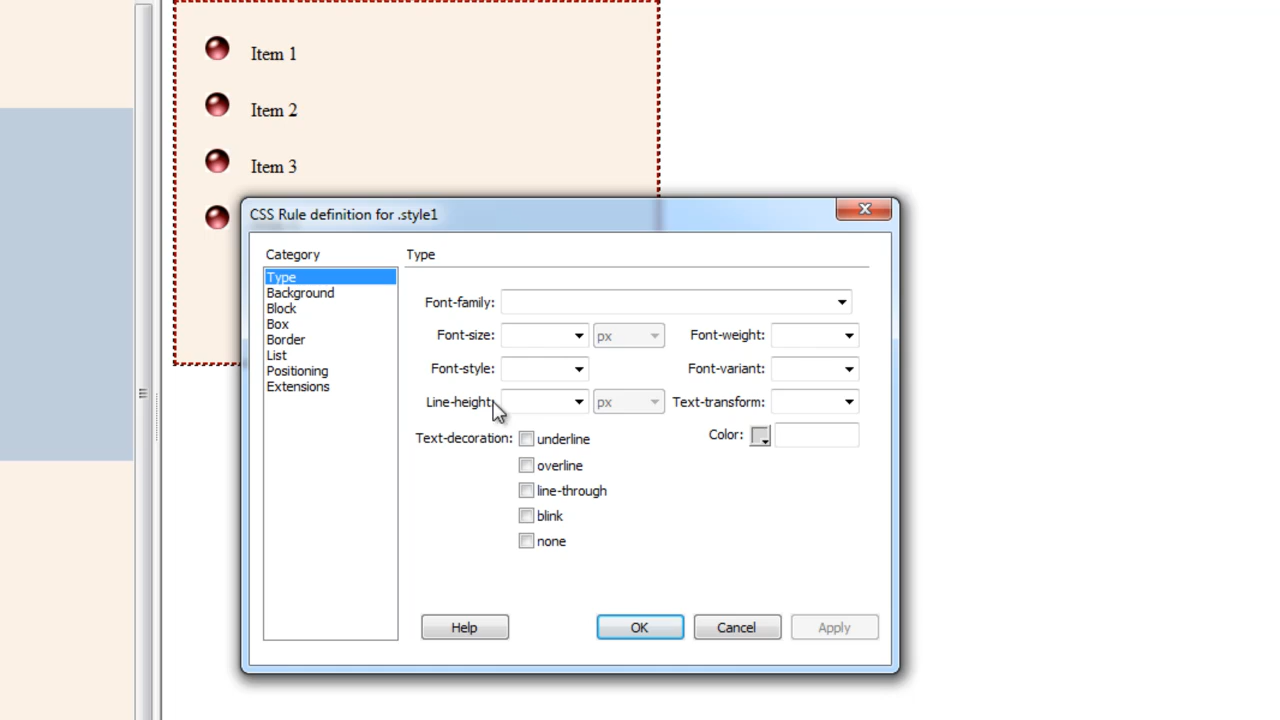 Item 1
Item 2
Item 3
CSS Rule definition for .style1
Category
Type
Type
Background
Block
Box
Border
List
Positioning
Extensions
Font-family:
Font-size: px Font-weight:
Font-style: Font-variant:
Line-height: px Text-transform:
Text-decoration: underline Color:
overline
line-through
blink
none
Help OK Cancel Apply